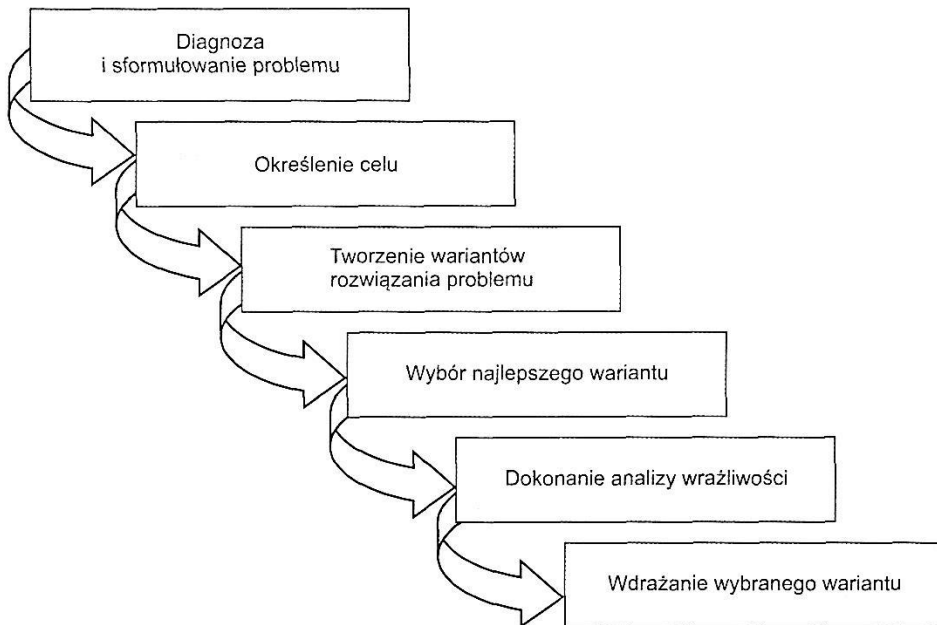 Diagnoza
i sformułowanie problemu
Określenie celu
Tworzenie wariantów
rozwiązania problemu
Wybór najlepszego wariantu
Dokonanie analizy wrażliwości
Wdrażanie wybranego wariantu